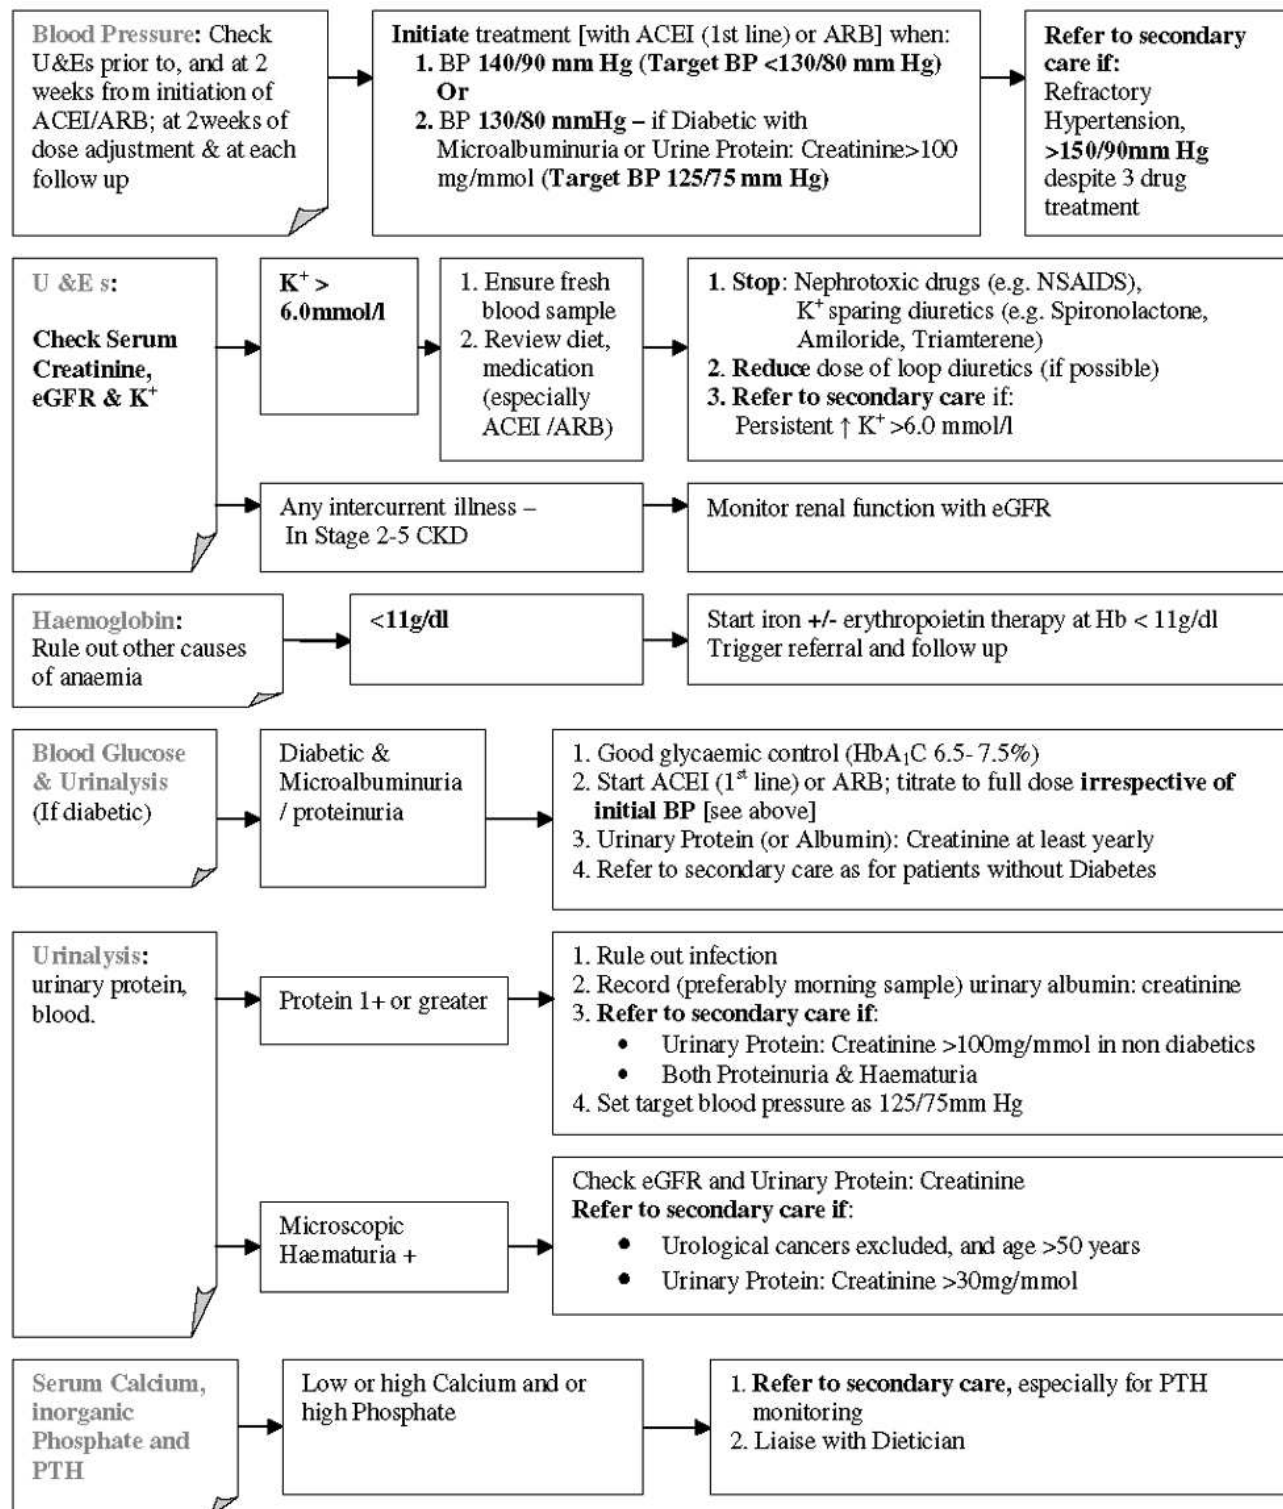 Blood Pressure: Check
U&Es prior to, and at 2
weeks from initiation of
ACEI/ARB; at 2weeks of
dose adjustment & at each
follow up
Initiate treatment [with ACEI (1st line) or ARB] when:
1. BP 140/90 mm Hg (Target BP <130/80 mm Hg)
Or
2. BP 130/80 mmHg – if Diabetic with
Microalbuminuria or Urine Protein: Creatinine>100
mg/mmol (Target BP 125/75 mm Hg)
Refer to secondary
care if:
Refractory
Hypertension,
>150/90mm Hg
despite 3 drug
treatment
U &E s:
Check Serum
Creatinine,
eGFR & K⁺
K⁺ >
6.0mmol/l
1. Ensure fresh
blood sample
2. Review diet,
medication
(especially
ACEI /ARB)
1. Stop: Nephrotoxic drugs (e.g. NSAIDS),
K⁺ sparing diuretics (e.g. Spironolactone,
Amiloride, Triamterene)
2. Reduce dose of loop diuretics (if possible)
3. Refer to secondary care if:
Persistent ↑ K⁺ >6.0 mmol/l
Any intercurrent illness –
In Stage 2-5 CKD
Monitor renal function with eGFR
Haemoglobin:
Rule out other causes
of anaemia
<11g/dl
Start iron +/- erythropoietin therapy at Hb < 11g/dl
Trigger referral and follow up
Blood Glucose
& Urinalysis
(If diabetic)
Diabetic &
Microalbuminuria
/ proteinuria
1. Good glycaemic control (HbA₁C 6.5- 7.5%)
2. Start ACEI (1ˢᵗ line) or ARB; titrate to full dose irrespective of
initial BP [see above]
3. Urinary Protein (or Albumin): Creatinine at least yearly
4. Refer to secondary care as for patients without Diabetes
Urinalysis:
urinary protein,
blood.
Protein 1+ or greater
1. Rule out infection
2. Record (preferably morning sample) urinary albumin: creatinine
3. Refer to secondary care if:
• Urinary Protein: Creatinine >100mg/mmol in non diabetics
• Both Proteinuria & Haematuria
4. Set target blood pressure as 125/75mm Hg
Microscopic
Haematuria +
Check eGFR and Urinary Protein: Creatinine
Refer to secondary care if:
• Urological cancers excluded, and age >50 years
• Urinary Protein: Creatinine >30mg/mmol
Serum Calcium,
inorganic
Phosphate and
PTH
Low or high Calcium and or
high Phosphate
1. Refer to secondary care, especially for PTH
monitoring
2. Liaise with Dietician